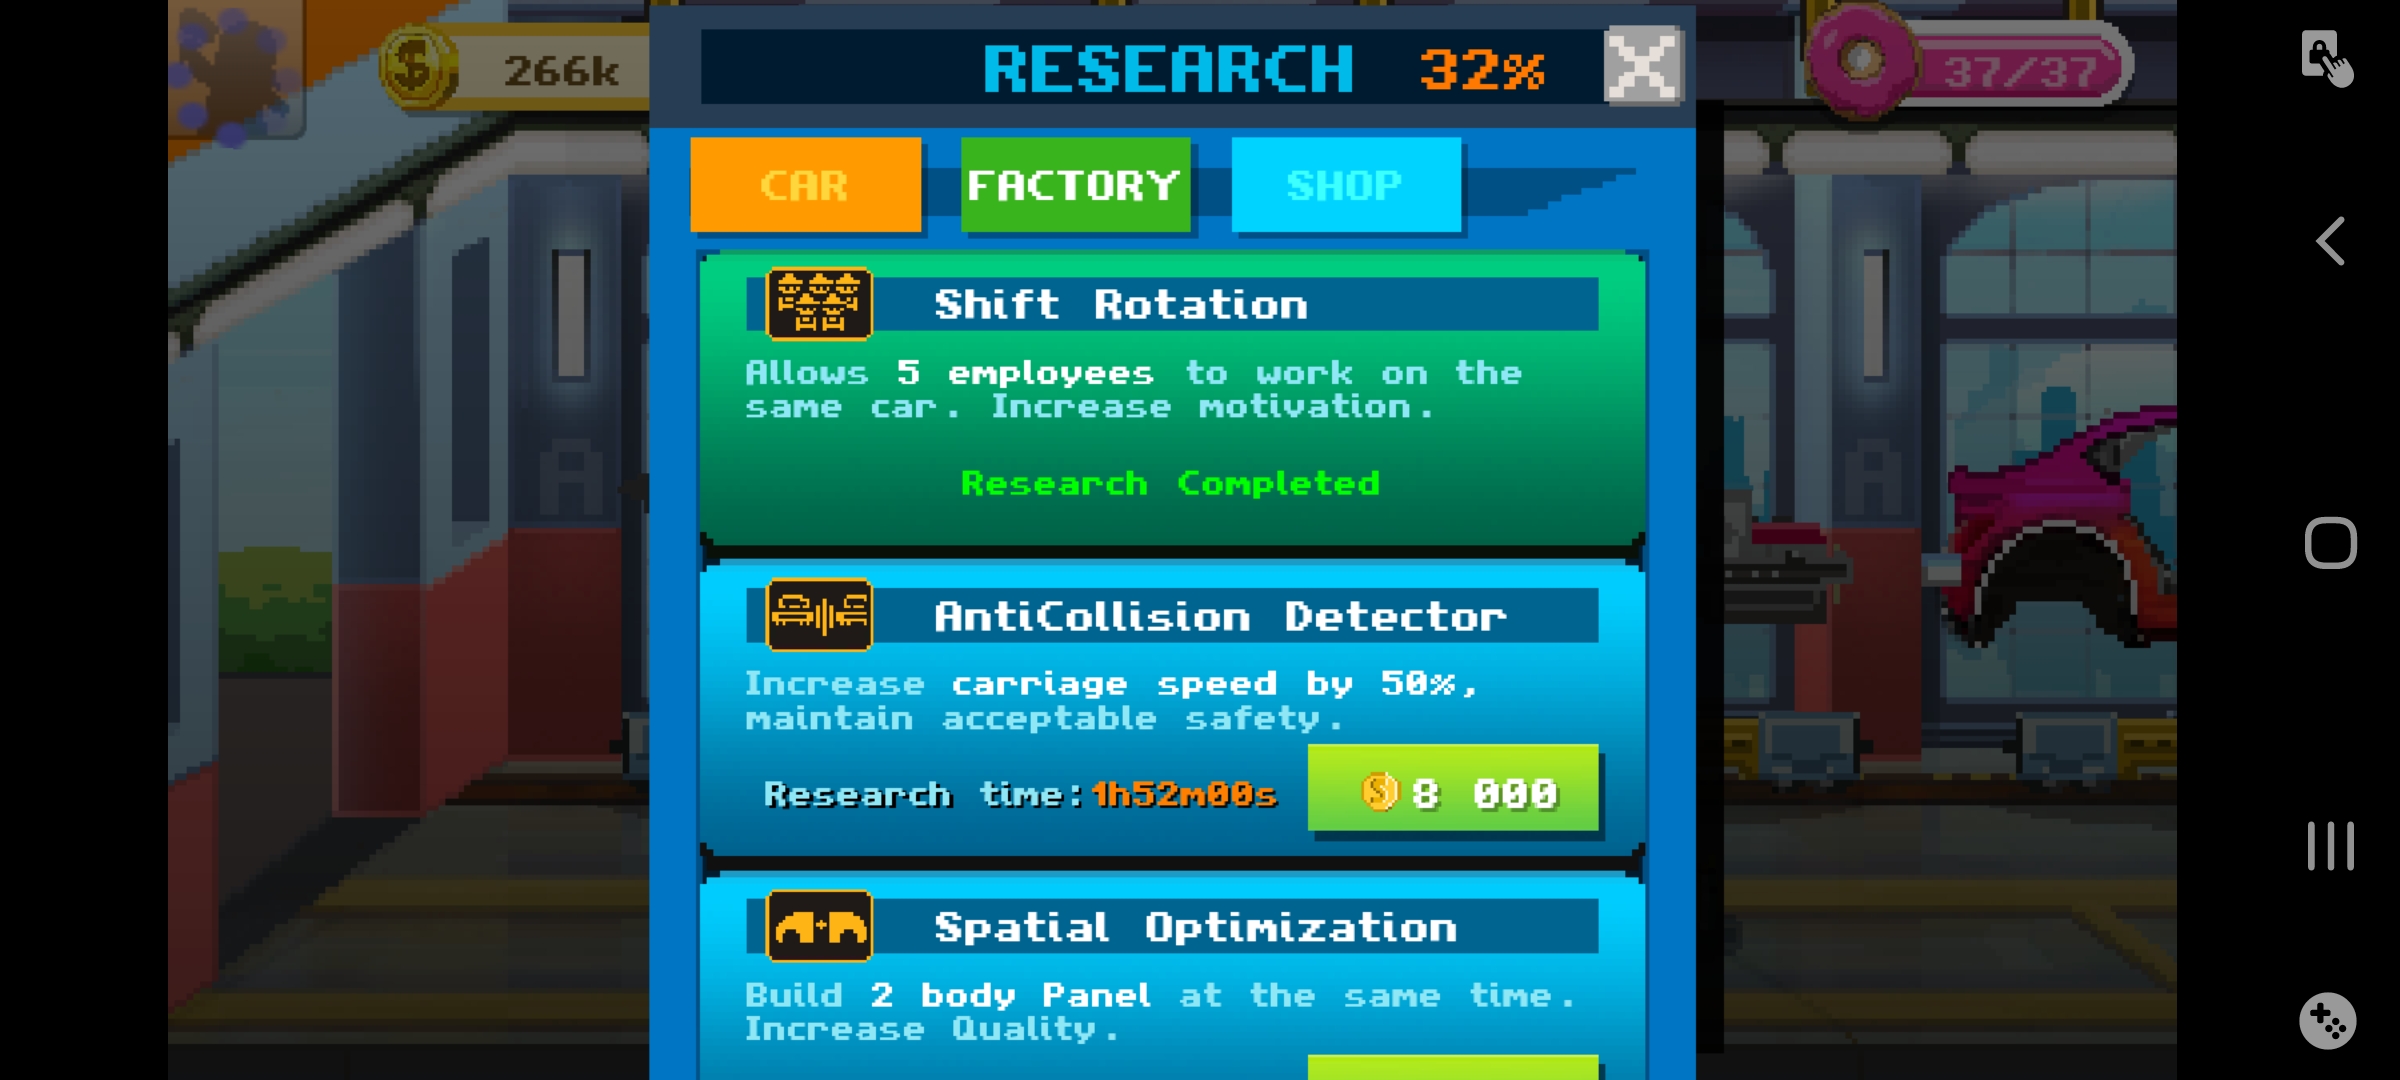 266k
RESEARCH 32%
37/37
CAR FACTORY SHOP
Shift Rotation
Allows 5 employees to work on the
same car. Increase motivation.
Research Completed
AntiCollision Detector
Increase carriage speed by 50%,
maintain acceptable safety.
Research time:1h52m00s 8 000
Spatial Optimization
Build 2 body Panel at the same time.
Increase Quality.
A
A